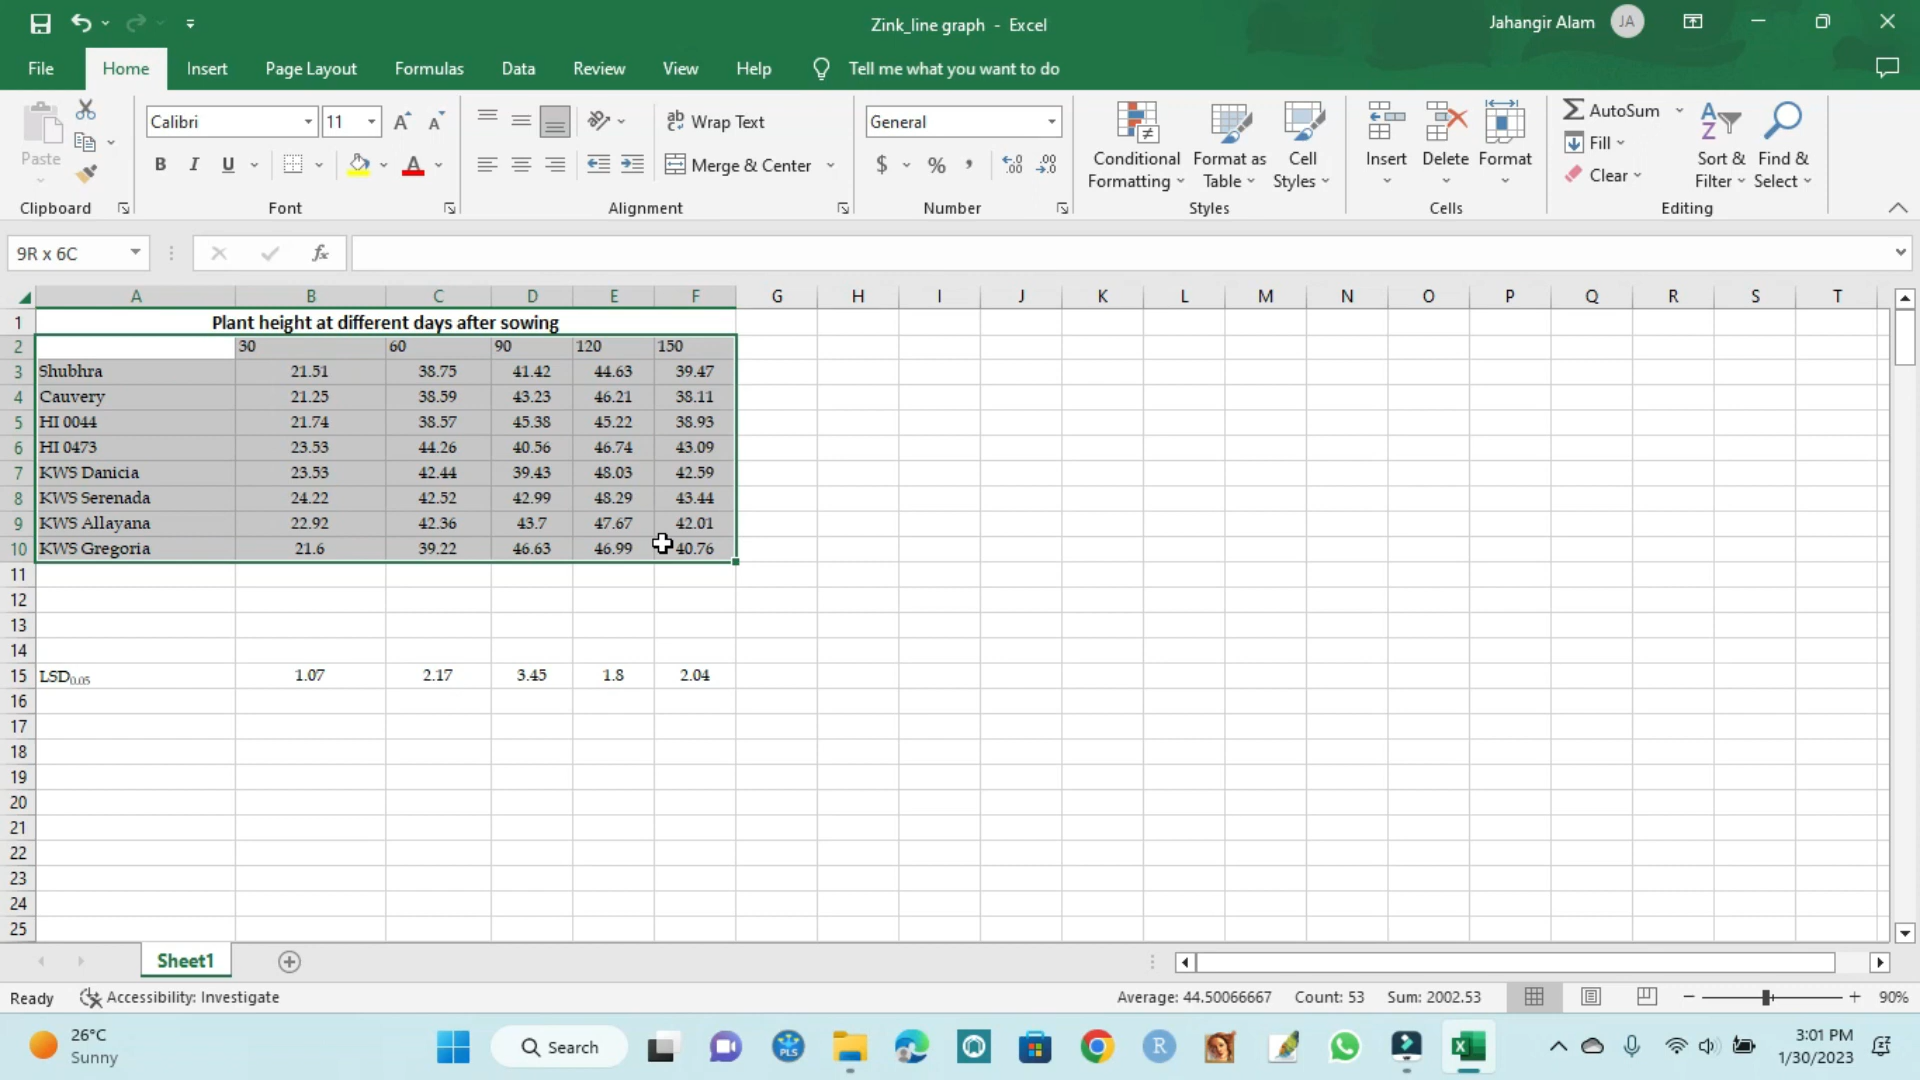 Zink_line graph - Excel
Jahangir Alam JA
File Home Insert Page Layout Formulas Data Review View Help Tell me what you want to do
Paste
Calibri 11
B I U A
ab Wrap Text
Merge & Center
General
$ % ,
Conditional Formatting
Format as Table
Cell Styles
Insert Delete Format
AutoSum
Fill
Clear
Sort & Filter
Find & Select
Clipboard Font Alignment Number Styles Cells Editing
9R x 6C fx
A B C D E F G H I J K L M N O P Q R S T
1 Plant height at different days after sowing
2 30 60 90 120 150
3 Shubhra 21.51 38.75 41.42 44.63 39.47
4 Cauvery 21.25 38.59 43.23 46.21 38.11
5 HI 0044 21.74 38.57 45.38 45.22 38.93
6 HI 0473 23.53 44.26 40.56 46.74 43.09
7 KWS Danicia 23.53 42.44 39.43 48.03 42.59
8 KWS Serenada 24.22 42.52 42.99 48.29 43.44
9 KWS Allayana 22.92 42.36 43.7 47.67 42.01
10 KWS Gregoria 21.6 39.22 46.63 46.99 40.76
11
12
13
14
15 LSD0.05 1.07 2.17 3.45 1.8 2.04
16
17
18
19
20
21
22
23
24
25
Sheet1
Ready Accessibility: Investigate Average: 44.50066667 Count: 53 Sum: 2002.53 90%
26°C
Sunny
Search
PLS
R
3:01 PM
1/30/2023